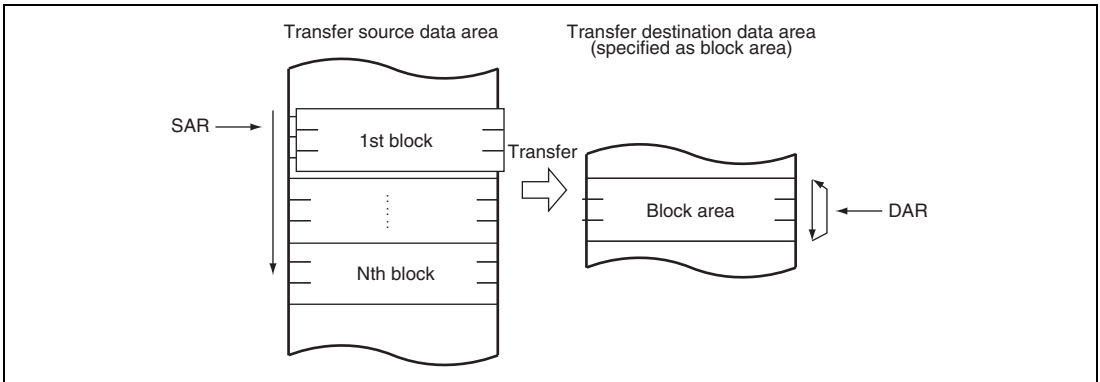 Transfer source data area
Transfer destination data area
(specified as block area)
SAR
1st block
Transfer
Block area
DAR
Nth block